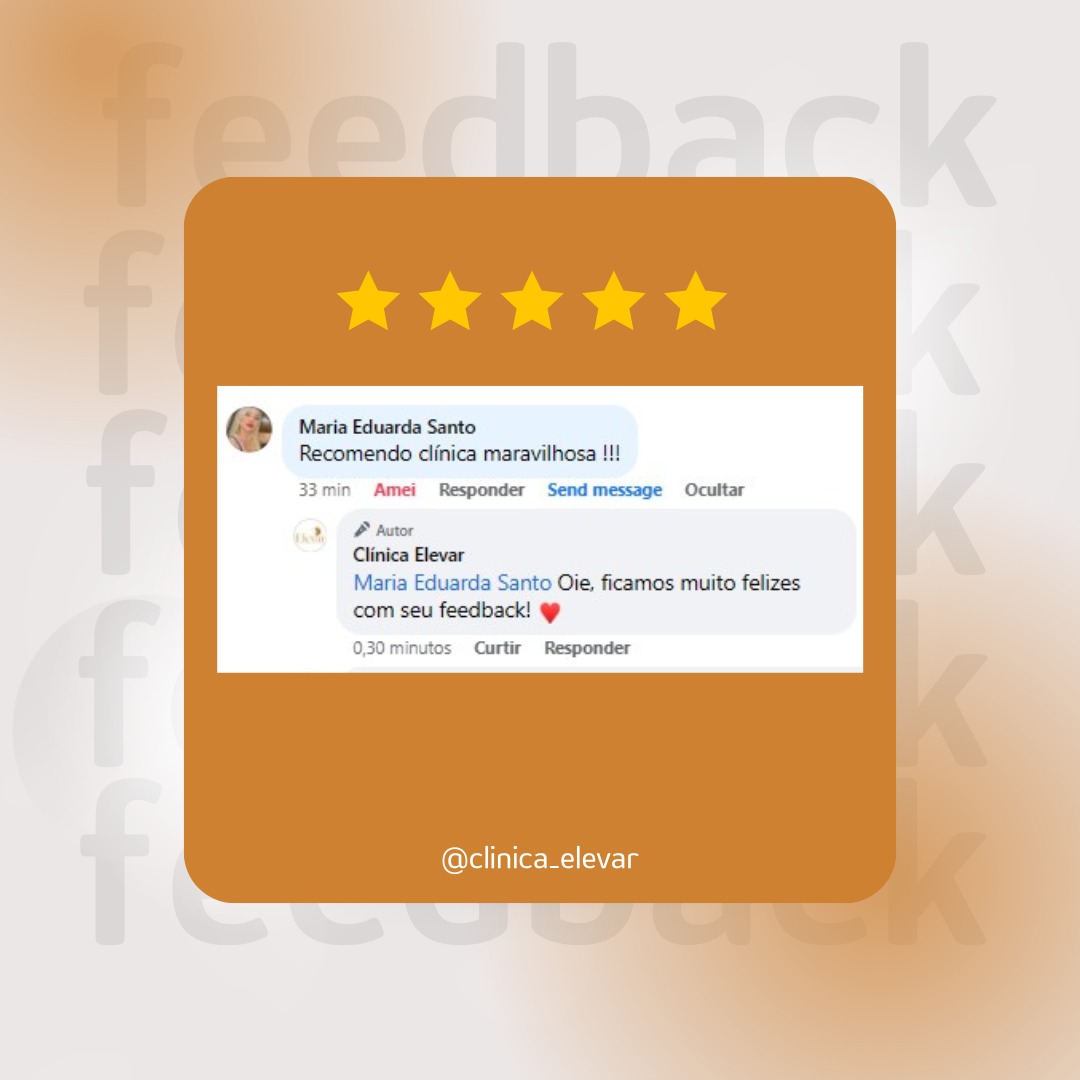 feedback
Maria Eduarda Santo
Recomendo clínica maravilhosa !!!
33 min Amei Responder Send message Ocultar
Autor
Clínica Elevar
Maria Eduarda Santo Oie, ficamos muito felizes
com seu feedback! ♥
0,30 minutos Curtir Responder
@clinica_elevar
feedback